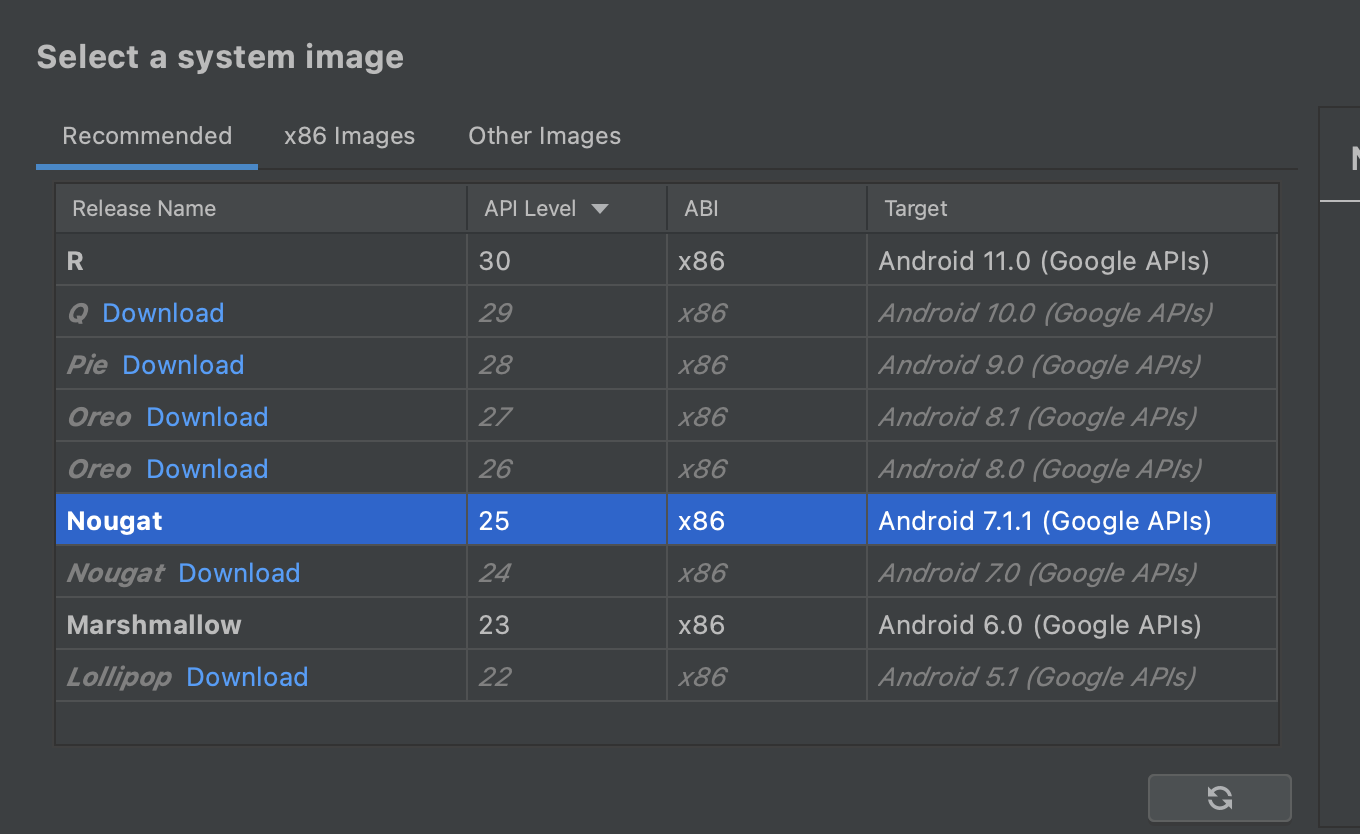 Select a system image
Recommended x86 Images Other Images
Release Name API Level ABI Target
R 30 x86 Android 11.0 (Google APIs)
Q Download 29 x86 Android 10.0 (Google APIs)
Pie Download 28 x86 Android 9.0 (Google APIs)
Oreo Download 27 x86 Android 8.1 (Google APIs)
Oreo Download 26 x86 Android 8.0 (Google APIs)
Nougat 25 x86 Android 7.1.1 (Google APIs)
Nougat Download 24 x86 Android 7.0 (Google APIs)
Marshmallow 23 x86 Android 6.0 (Google APIs)
Lollipop Download 22 x86 Android 5.1 (Google APIs)